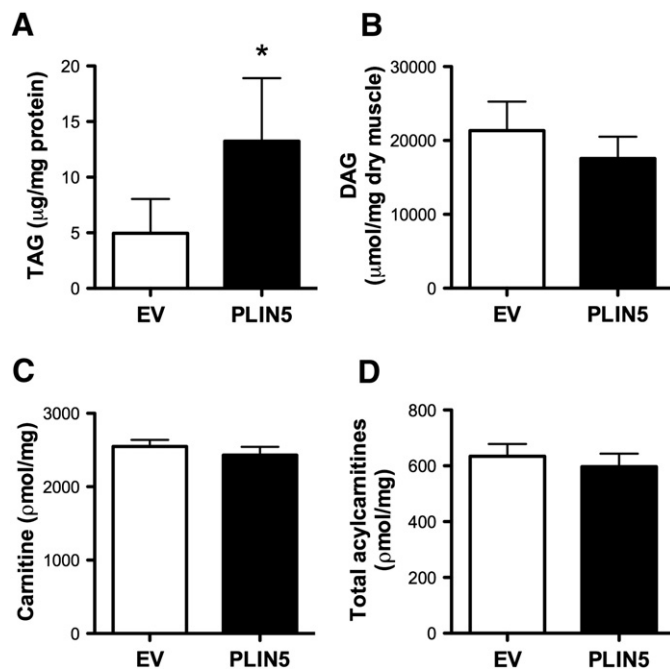 A
*
TAG (μg/mg protein)
20
15
10
5
0
EV PLIN5
B
DAG
(μmol/mg dry muscle)
30000
20000
10000
0
EV PLIN5
C
Carnitine (ρmol/mg)
3000
2000
1000
0
EV PLIN5
D
Total acylcarnitines
(ρmol/mg)
800
600
400
200
0
EV PLIN5